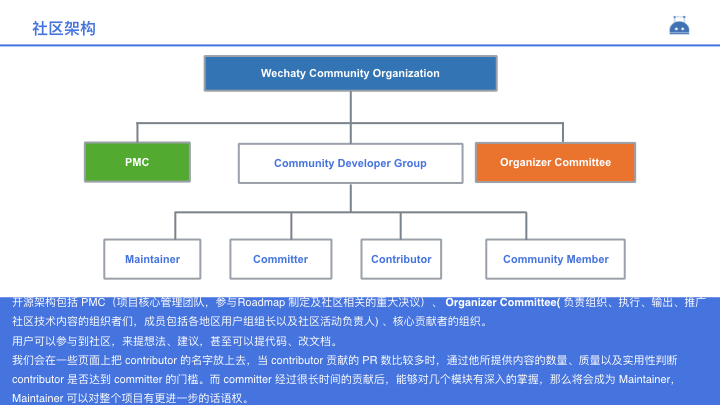 社区架构
Wechaty Community Organization
PMC
Community Developer Group
Organizer Committee
Maintainer
Committer
Contributor
Community Member
开源架构包括 PMC（项目核心管理团队，参与Roadmap 制定及社区相关的重大决议）、 Organizer Committee( 负责组织、执行、输出、推广
社区技术内容的组织者们，成员包括各地区用户组组长以及社区活动负责人) 、核心贡献者的组织。
用户可以参与到社区，来提想法、建议，甚至可以提代码、改文档。
我们会在一些页面上把 contributor 的名字放上去，当 contributor 贡献的 PR 数比较多时，通过他所提供内容的数量、质量以及实用性判断
contributor 是否达到 committer 的门槛。而 committer 经过很长时间的贡献后，能够对几个模块有深入的掌握，那么将会成为 Maintainer，
Maintainer 可以对整个项目有更进一步的话语权。